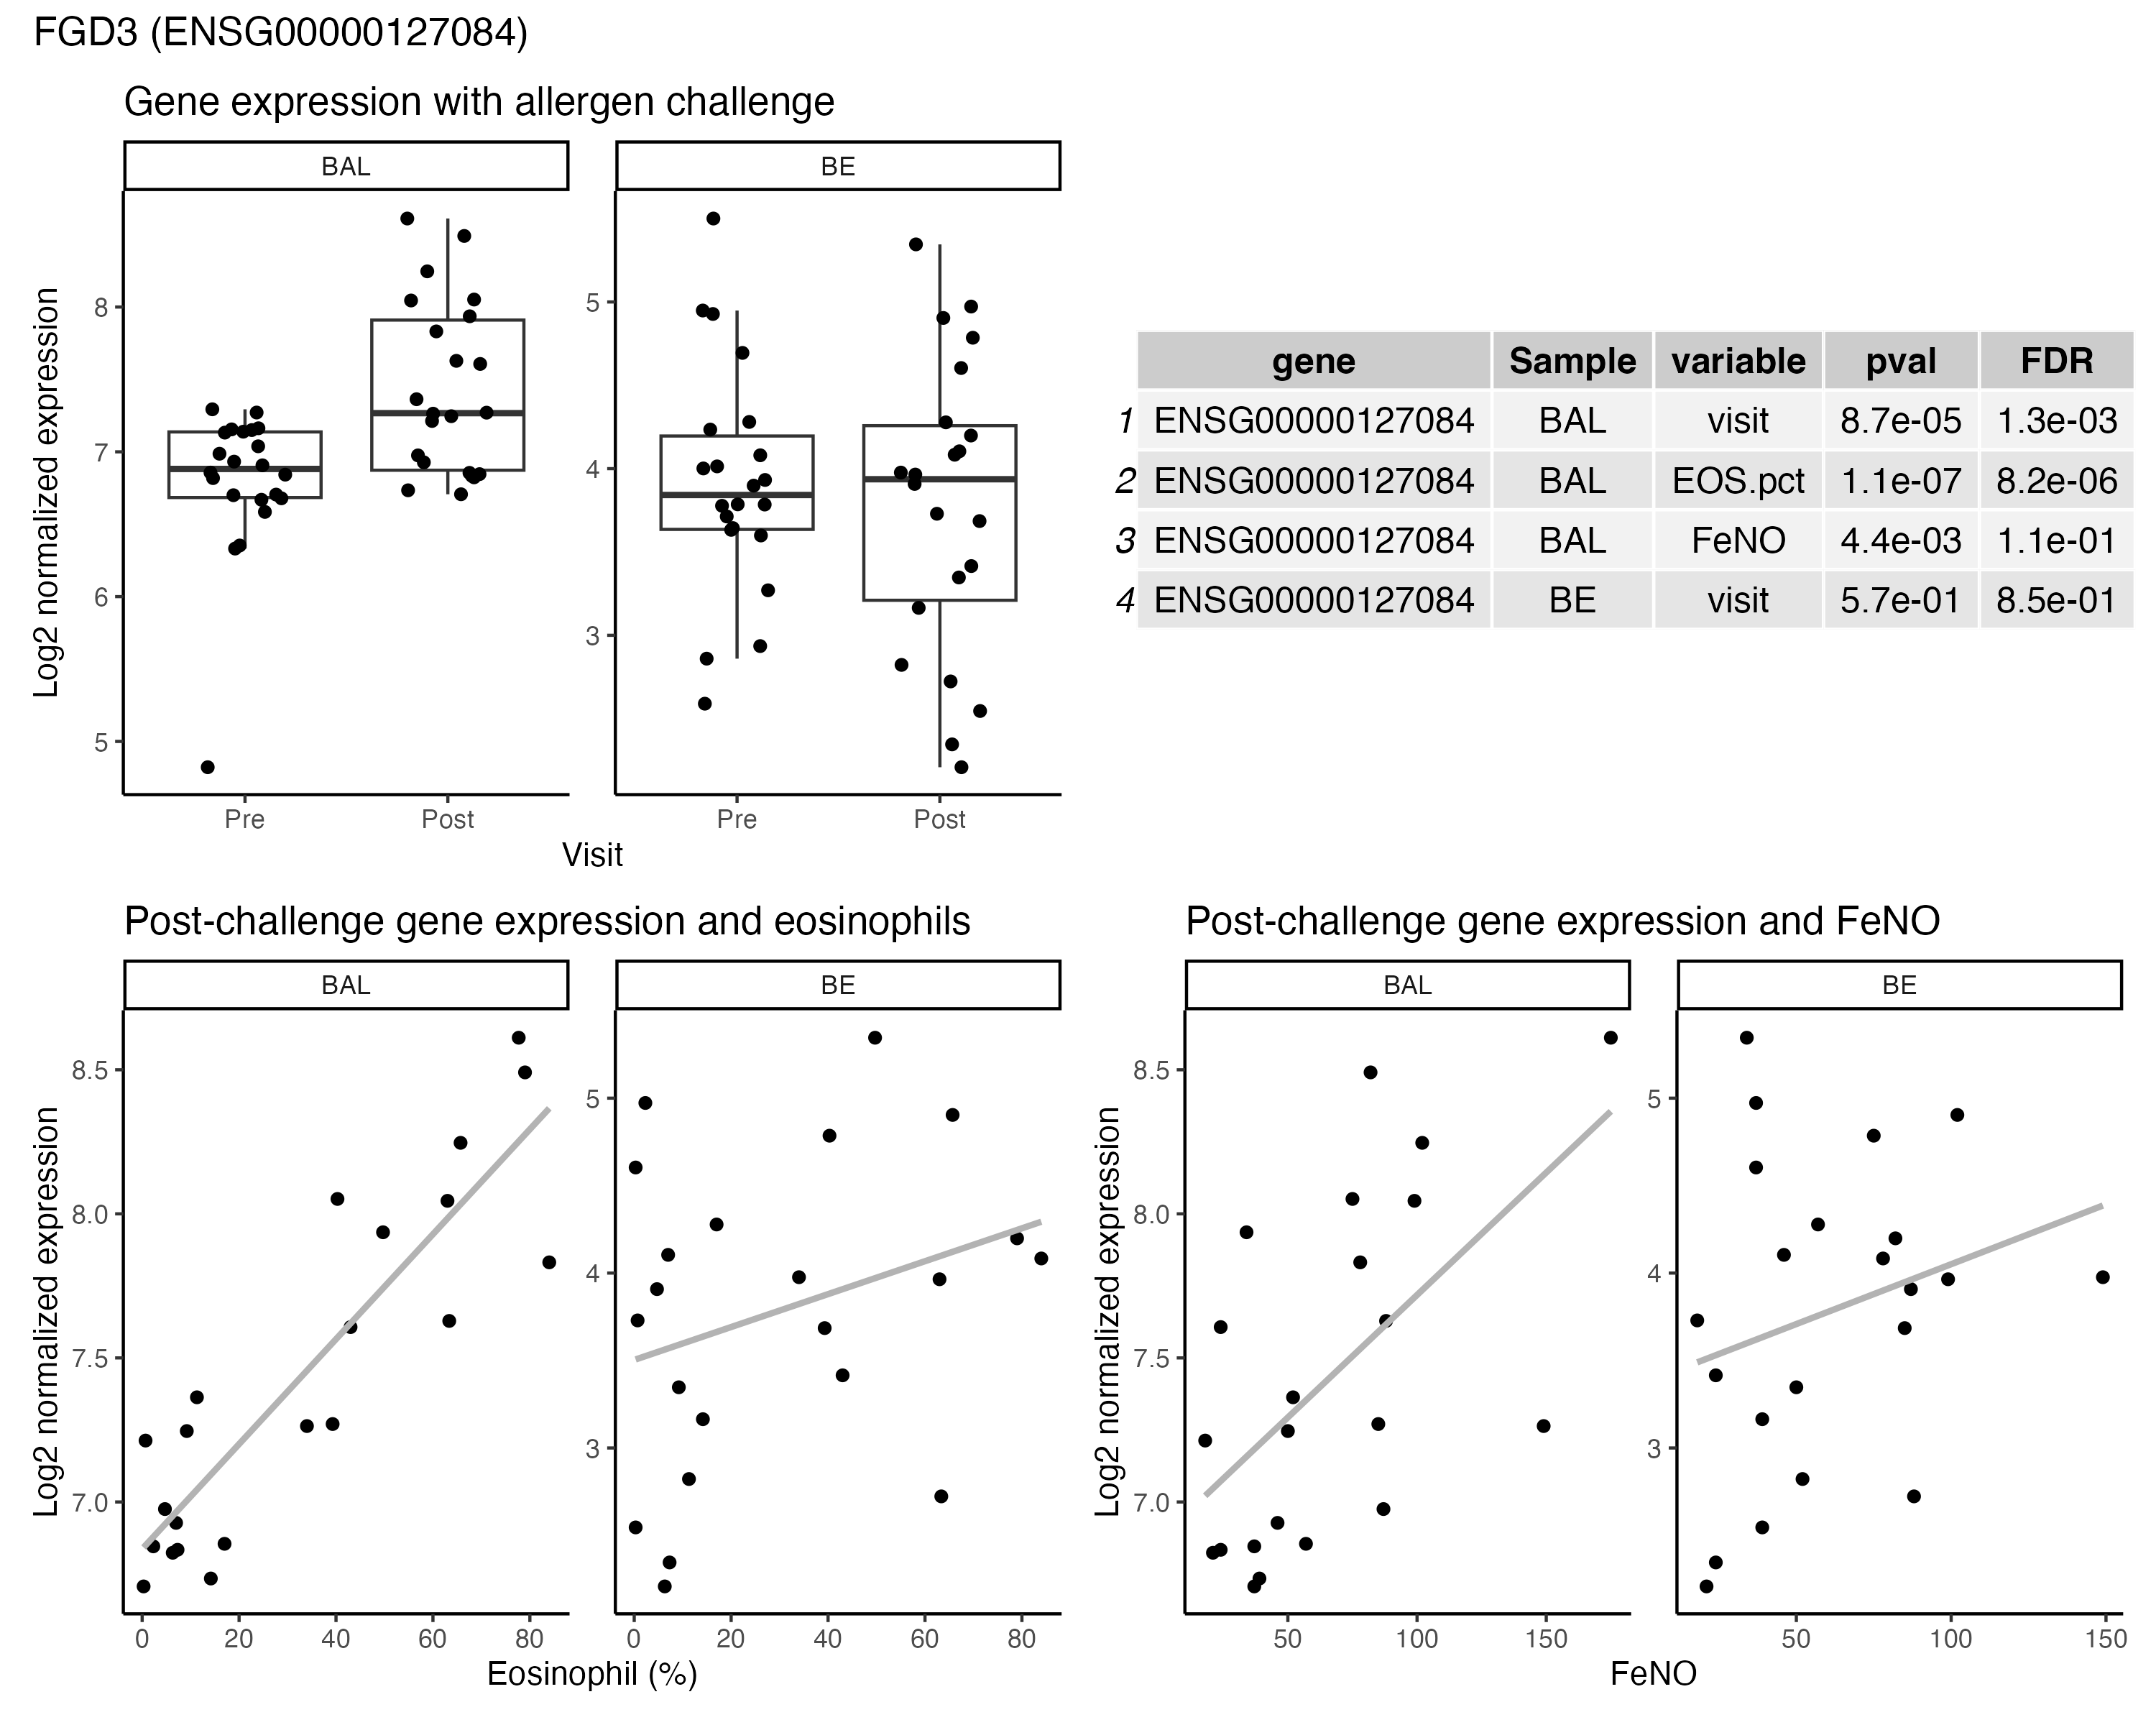 FGD3 (ENSG00000127084)
Gene expression with allergen challenge
BAL
BE
Log2 normalized expression
8
7
6
5
5
4
3
Pre
Post
Pre
Post
Visit
gene Sample variable pval FDR
1 ENSG00000127084 BAL visit 8.7e-05 1.3e-03
2 ENSG00000127084 BAL EOS.pct 1.1e-07 8.2e-06
3 ENSG00000127084 BAL FeNO 4.4e-03 1.1e-01
4 ENSG00000127084 BE visit 5.7e-01 8.5e-01
Post-challenge gene expression and eosinophils
BAL
BE
Log2 normalized expression
8.5
8.0
7.5
7.0
5
4
3
0 20 40 60 80
0 20 40 60 80
Eosinophil (%)
Post-challenge gene expression and FeNO
BAL
BE
Log2 normalized expression
8.5
8.0
7.5
7.0
5
4
3
50 100 150
50 100 150
FeNO